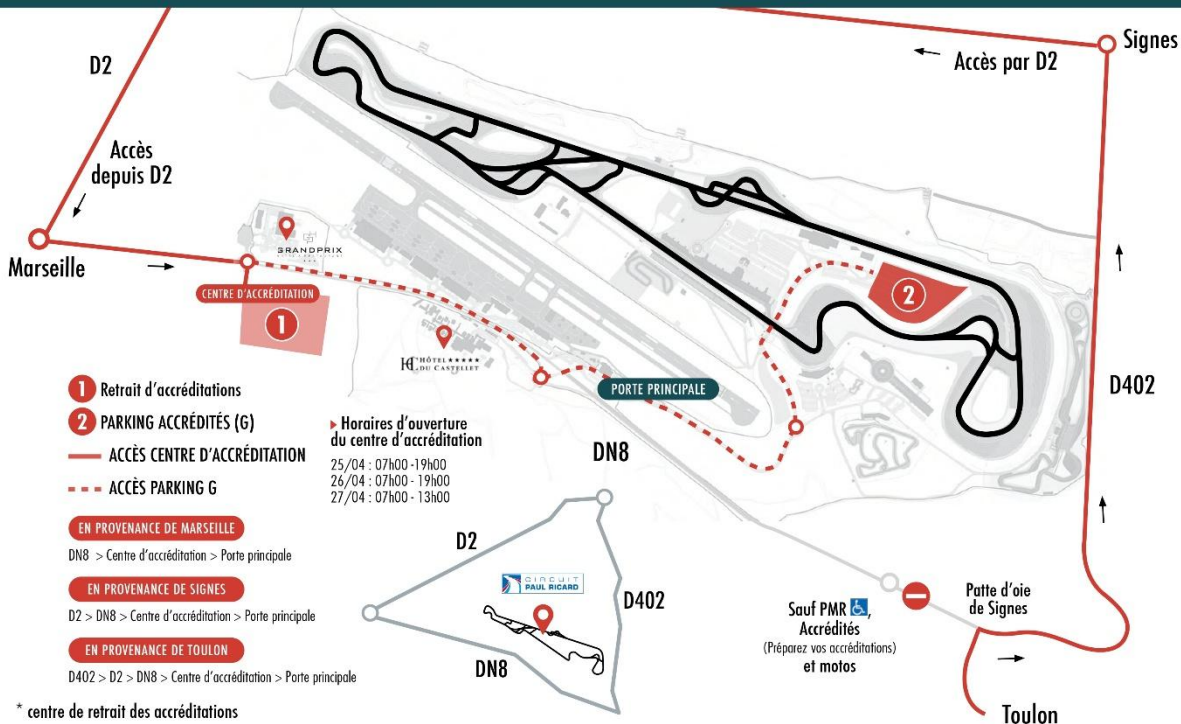 D2
Accès par D2
Signes
Accès
depuis D2
Marseille
GRANDPRIX
CENTRE D'ACCRÉDITATION
1
2
HÔTEL ★★★★★
DU CASTELLET
PORTE PRINCIPALE
D402
1 Retrait d'accréditations
2 PARKING ACCRÉDITÉS (G)
ACCÈS CENTRE D'ACCRÉDITATION
ACCÈS PARKING G
Horaires d'ouverture
du centre d'accréditation
25/04 : 07h00 -19h00
26/04 : 07h00 - 19h00
27/04 : 07h00 - 13h00
DN8
EN PROVENANCE DE MARSEILLE
DN8 > Centre d'accréditation > Porte principale
EN PROVENANCE DE SIGNES
D2 > DN8 > Centre d'accréditation > Porte principale
EN PROVENANCE DE TOULON
D402 > D2 > DN8 > Centre d'accréditation > Porte principale
* centre de retrait des accréditations
D2
CIRCUIT
PAUL RICARD
D402
DN8
Sauf PMR ,
Accrédités
(Préparez vos accréditations)
et motos
Patte d'oie
de Signes
Toulon